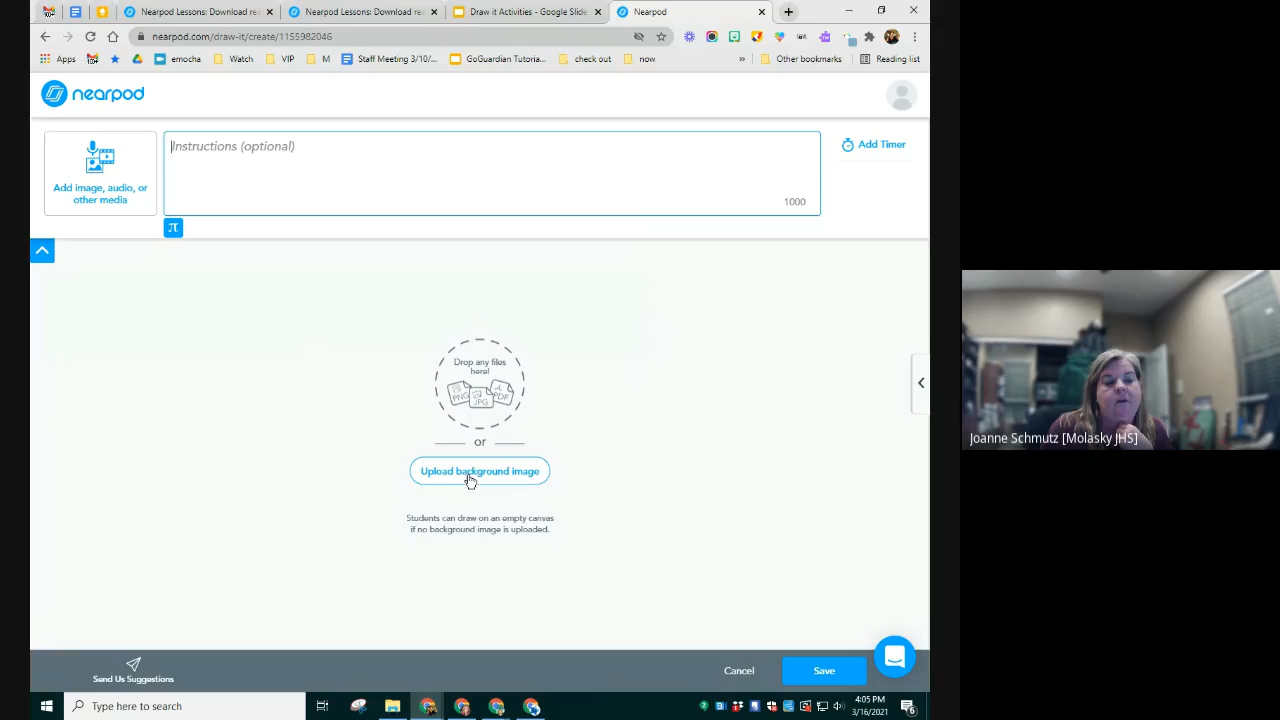 Nearpod Lessons: Download re
Nearpod Lessons: Download re
Draw it Activities - Google Slide
Nearpod
nearpod.com/draw-it/create/1155982046
Apps
emocha
Watch
VIP
M
Staff Meeting 3/10/...
GoGuardian Tutoria...
check out
now
»
Other bookmarks
Reading list
nearpod
Add image, audio, or
other media
Instructions (optional)
1000
π
Add Timer
Drop any files
here!
PNG
JPG
PDF
or
Upload background image
Students can draw on an empty canvas
if no background image is uploaded.
Joanne Schmutz [Molasky JHS]
Send Us Suggestions
Cancel
Save
Type here to search
4:05 PM
3/16/2021